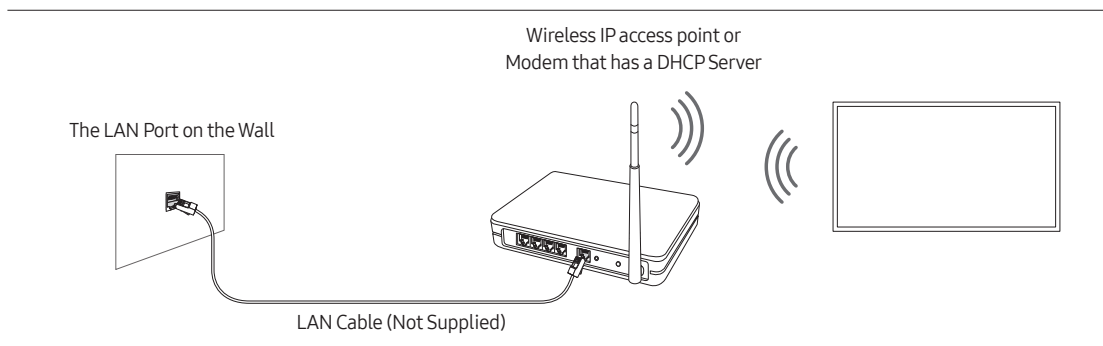 Wireless IP access point or
Modem that has a DHCP Server
The LAN Port on the Wall
LAN Cable (Not Supplied)